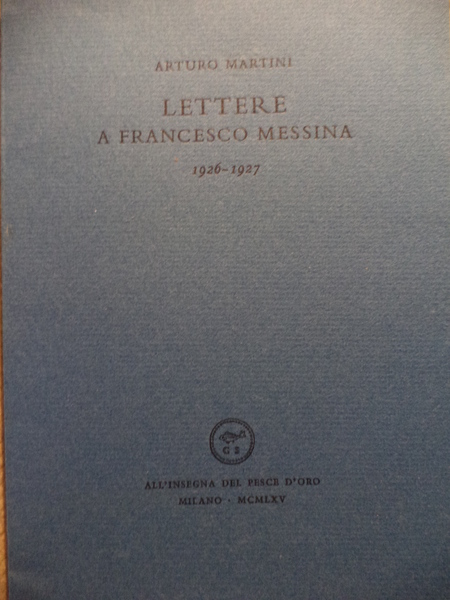 ARTURO MARTINI
LETTERE
A FRANCESCO MESSINA
1926-1927
ALL'INSEGNA DEL PESCE D'ORO
MILANO · MCMLXV